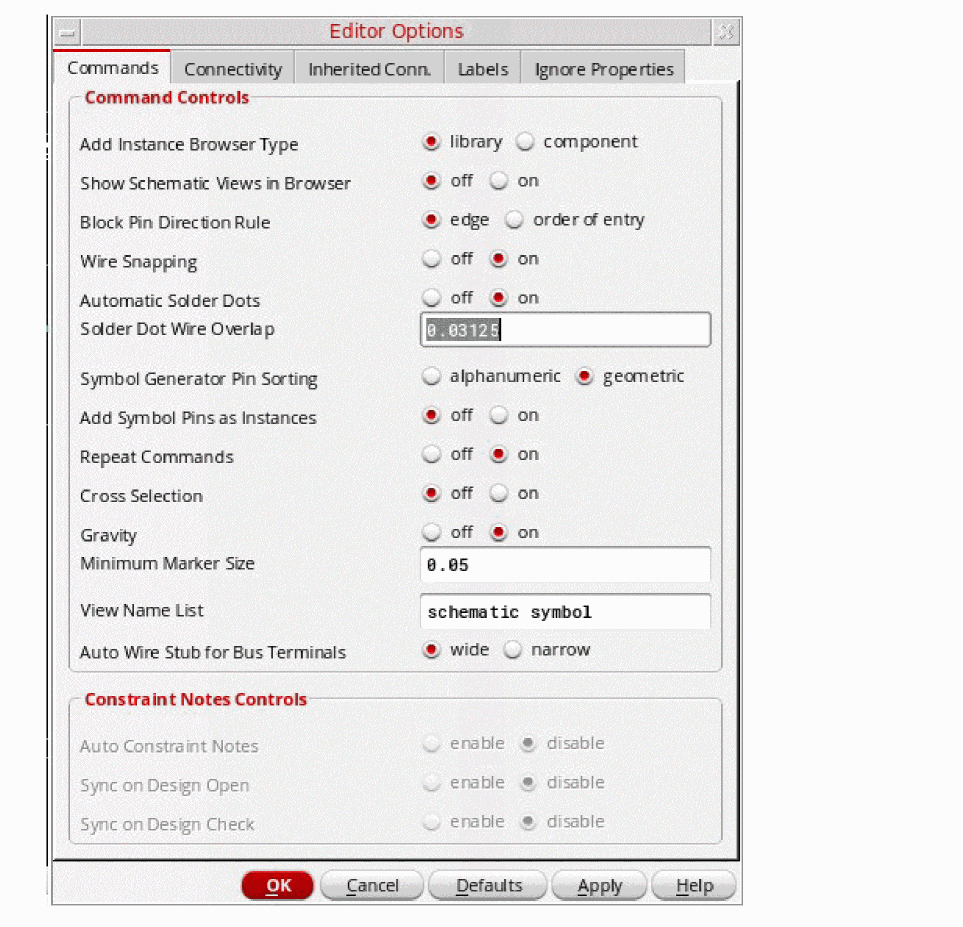 Editor Options
Commands Connectivity Inherited Conn. Labels Ignore Properties
Command Controls
Add Instance Browser Type library component
Show Schematic Views in Browser off on
Block Pin Direction Rule edge order of entry
Wire Snapping off on
Automatic Solder Dots off on
Solder Dot Wire Overlap 0.03125
Symbol Generator Pin Sorting alphanumeric geometric
Add Symbol Pins as Instances off on
Repeat Commands off on
Cross Selection off on
Gravity off on
Minimum Marker Size 0.05
View Name List schematic symbol
Auto Wire Stub for Bus Terminals wide narrow
Constraint Notes Controls
Auto Constraint Notes enable disable
Sync on Design Open enable disable
Sync on Design Check enable disable
OK Cancel Defaults Apply Help